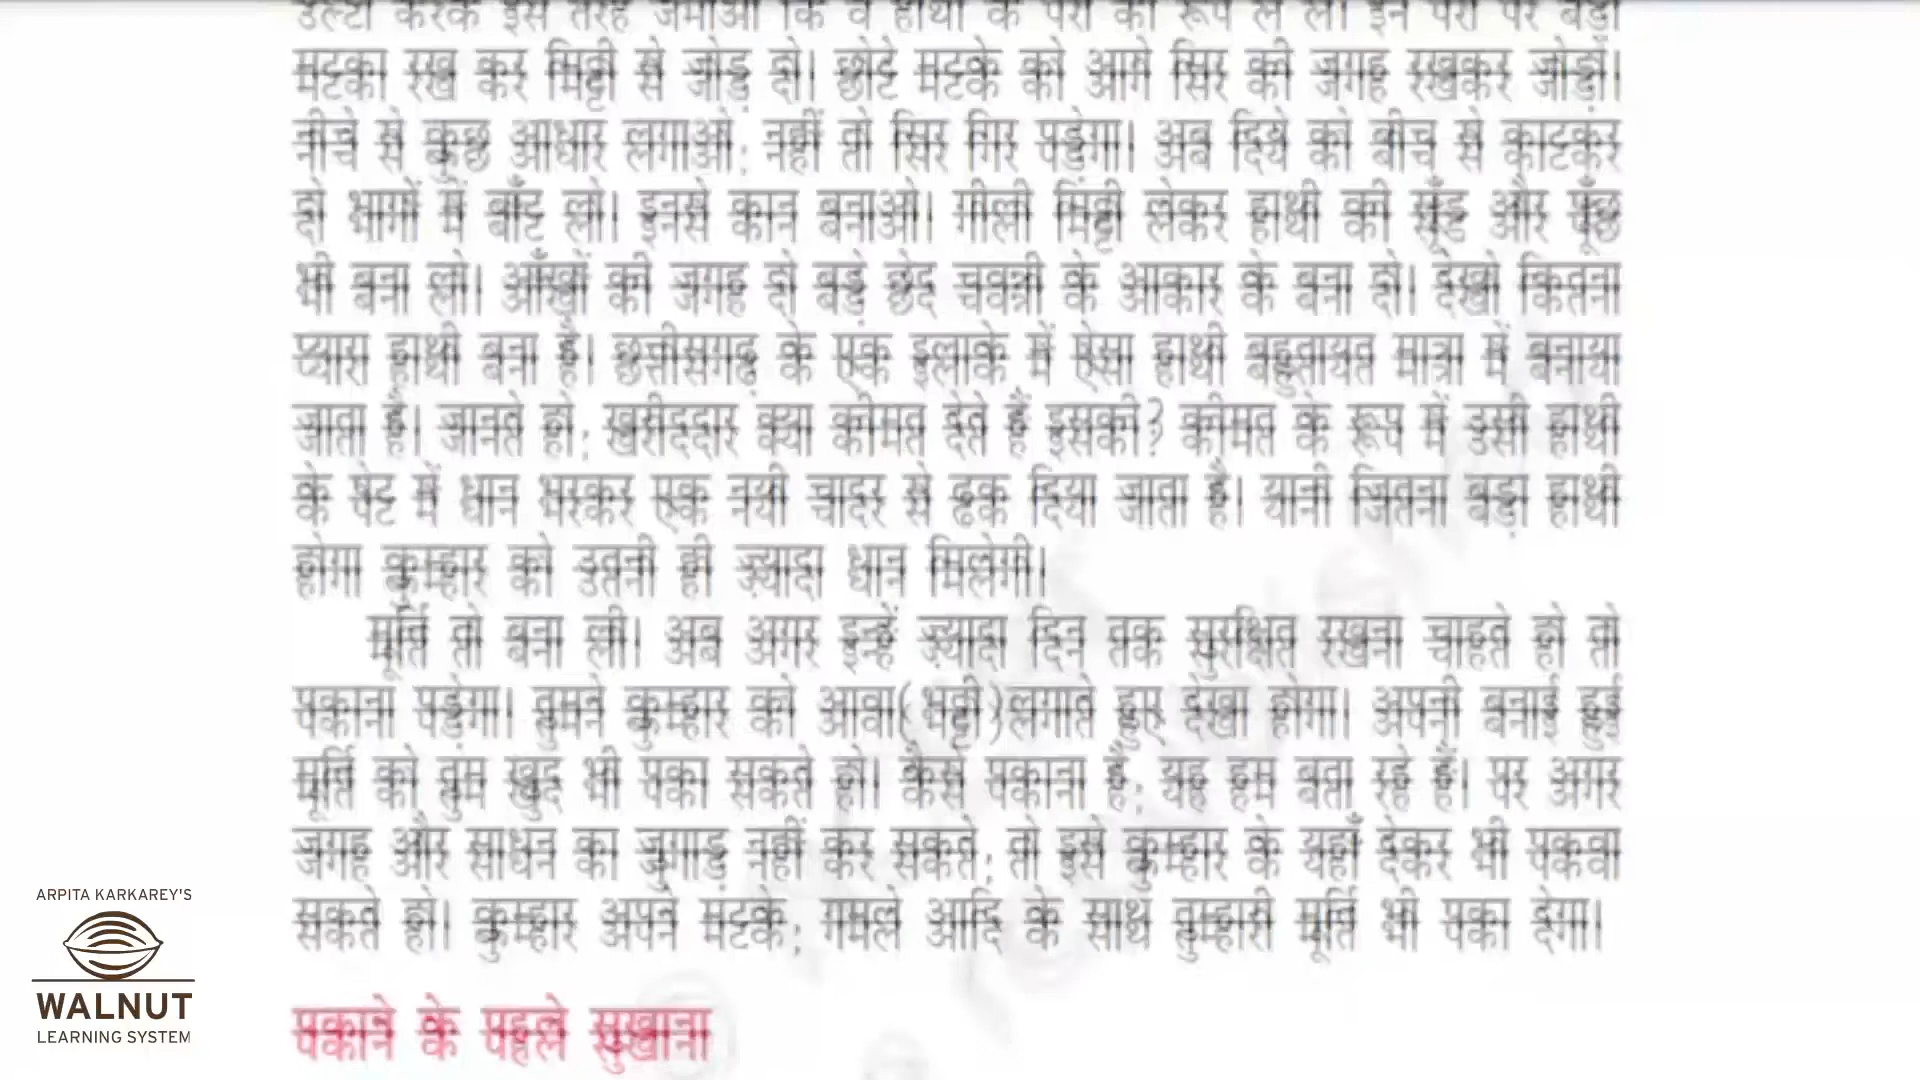 उल्टा करके इस तरह जमाओ कि वे हाथी के पैरों का रूप ले लें। इन पैरों पर बड़ा
मटका रख कर मिट्टी से जोड़ दो। छोटे मटके को आगे सिर की जगह रखकर जोड़ो।
नीचे से कुछ आधार लगाओ, नहीं तो सिर गिर पड़ेगा। अब दिये को बीच से काटकर
दो भागों में बाँट लो। इनसे कान बनाओ। गीली मिट्टी लेकर हाथी की सूँड और पूँछ
भी बना लो। आँखों की जगह दो बड़े छेद चवन्नी के आकार के बना दो। देखो कितना
प्यारा हाथी बना है। छत्तीसगढ़ के एक इलाके में ऐसा हाथी बहुतायत मात्रा में बनाया
जाता है। जानते हो, खरीददार क्या कीमत देते हैं इसकी? कीमत के रूप में उसी हाथी
के पेट में धान भरकर एक नयी चादर से ढक दिया जाता है। यानी जितना बड़ा हाथी
होगा कुम्हार को उतनी ही ज़्यादा धान मिलेगी।
मूर्ति तो बना ली। अब अगर इन्हें ज़्यादा दिन तक सुरक्षित रखना चाहते हो तो
पकाना पड़ेगा। तुमने कुम्हार को आवा(भट्टी)लगाते हुए देखा होगा। अपनी बनाई हुई
मूर्ति को तुम खुद भी पका सकते हो। कैसे पकाना है, यह हम बता रहे हैं। पर अगर
जगह और साधन का जुगाड़ नहीं कर सकते, तो इसे कुम्हार के यहाँ देकर भी पकवा
सकते हो। कुम्हार अपने मटके, गमले आदि के साथ तुम्हारी मूर्ति भी पका देगा।
पकाने के पहले सुखाना
ARPITA KARKAREY'S
WALNUT
LEARNING SYSTEM